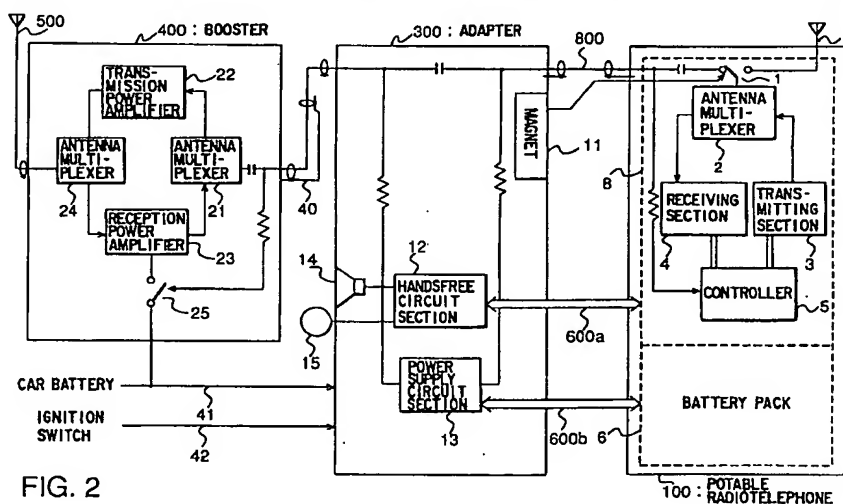 500
400 : BOOSTER
300 : ADAPTER
800
TRANS-
MISSION
POWER
AMPLIFIER
22
ANTENNA
MULTI-
PLEXER
24
ANTENNA
MULTI-
PLEXER
21
40
RECEPTION
POWER
AMPLIFIER
23
25
MAGNET
11
1
ANTENNA
MULTI-
PLEXER
2
8
RECEIVING
SECTION
4
TRANS-
MITTING
SECTION
3
CONTROLLER
5
14
12
HANDSFREE
CIRCUIT
SECTION
15
600a
POWER
SUPPLY
CIRCUIT
SECTION
13
600b
BATTERY PACK
6
CAR BATTERY
41
IGNITION
SWITCH
42
FIG. 2
100 : POTABLE
RADIOTELEPHONE